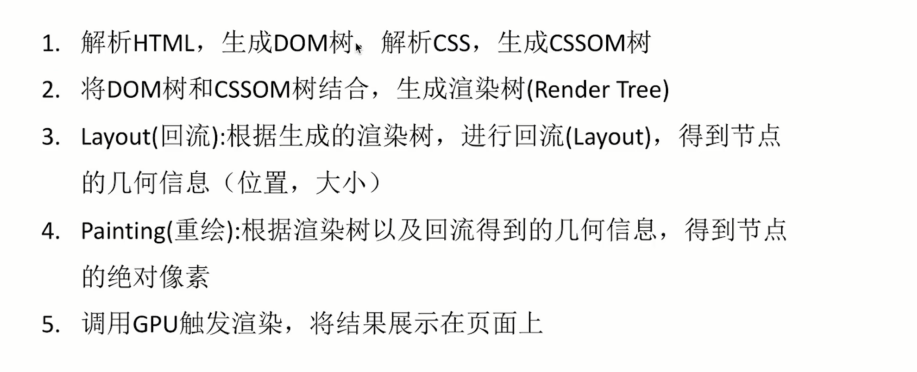 1. 解析HTML，生成DOM树，解析CSS，生成CSSOM树
2. 将DOM树和CSSOM树结合，生成渲染树(Render Tree)
3. Layout(回流):根据生成的渲染树，进行回流(Layout)，得到节点
的几何信息（位置，大小）
4. Painting(重绘):根据渲染树以及回流得到的几何信息，得到节点
的绝对像素
5. 调用GPU触发渲染，将结果展示在页面上